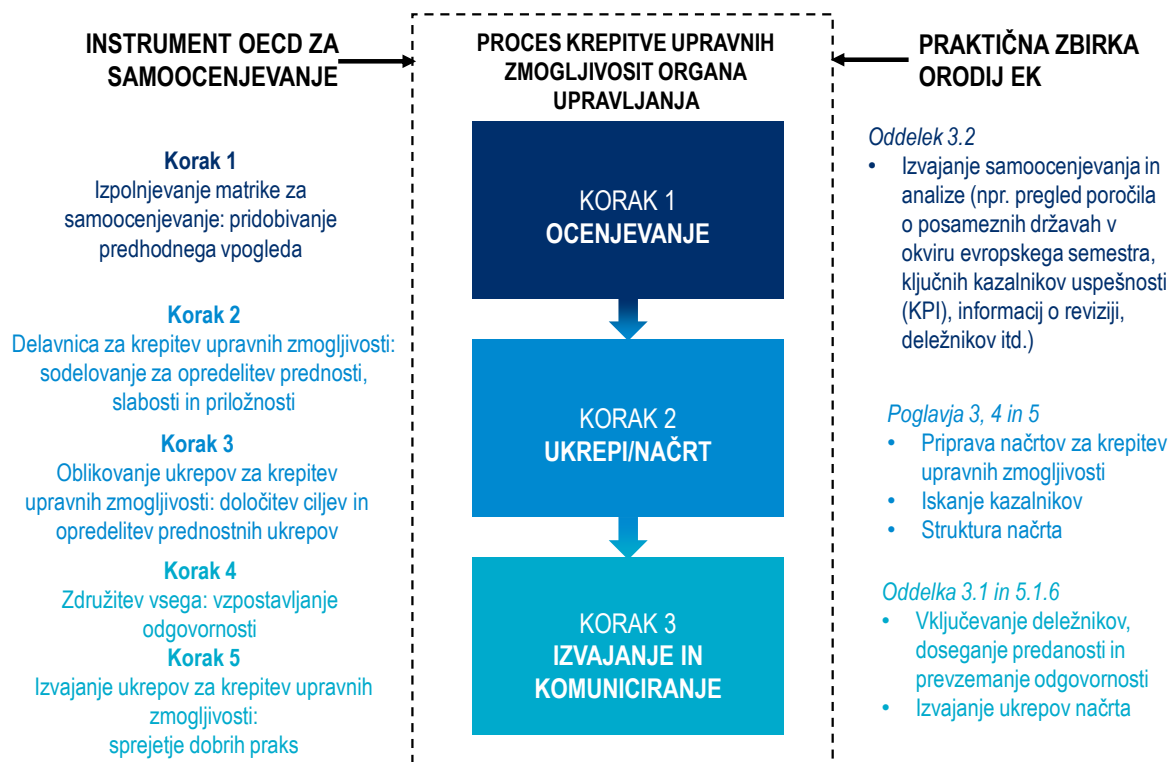 INSTRUMENT OECD ZA
SAMOOCENJEVANJE
Korak 1
Izpolnjevanje matrike za
samoocenjevanje: pridobivanje
predhodnega vpogleda
Korak 2
Delavnica za krepitev upravnih zmogljivosti:
sodelovanje za opredelitev prednosti,
slabosti in priložnosti
Korak 3
Oblikovanje ukrepov za krepitev
upravnih zmogljivosti: določitev ciljev in
opredelitev prednostnih ukrepov
Korak 4
Združitev vsega: vzpostavljanje
odgovornosti
Korak 5
Izvajanje ukrepov za krepitev upravnih
zmogljivosti:
sprejetje dobrih praks
PROCES KREPITVE UPRAVNIH
ZMOGLJIVOSIT ORGANA
UPRAVLJANJA
KORAK 1
OCENJEVANJE
KORAK 2
UKREPI/NAČRT
KORAK 3
IZVAJANJE IN
KOMUNICIRANJE
PRAKTIČNA ZBIRKA
ORODIJ EK
Oddelek 3.2
• Izvajanje samoocenjevanja in
analize (npr. pregled poročila
o posameznih državah v
okviru evropskega semestra,
ključnih kazalnikov uspešnosti
(KPI), informacij o reviziji,
deležnikov itd.)
Poglavja 3, 4 in 5
• Priprava načrtov za krepitev
upravnih zmogljivosti
• Iskanje kazalnikov
• Struktura načrta
Oddelka 3.1 in 5.1.6
• Vključevanje deležnikov,
doseganje predanosti in
prevzemanje odgovornosti
• Izvajanje ukrepov načrta